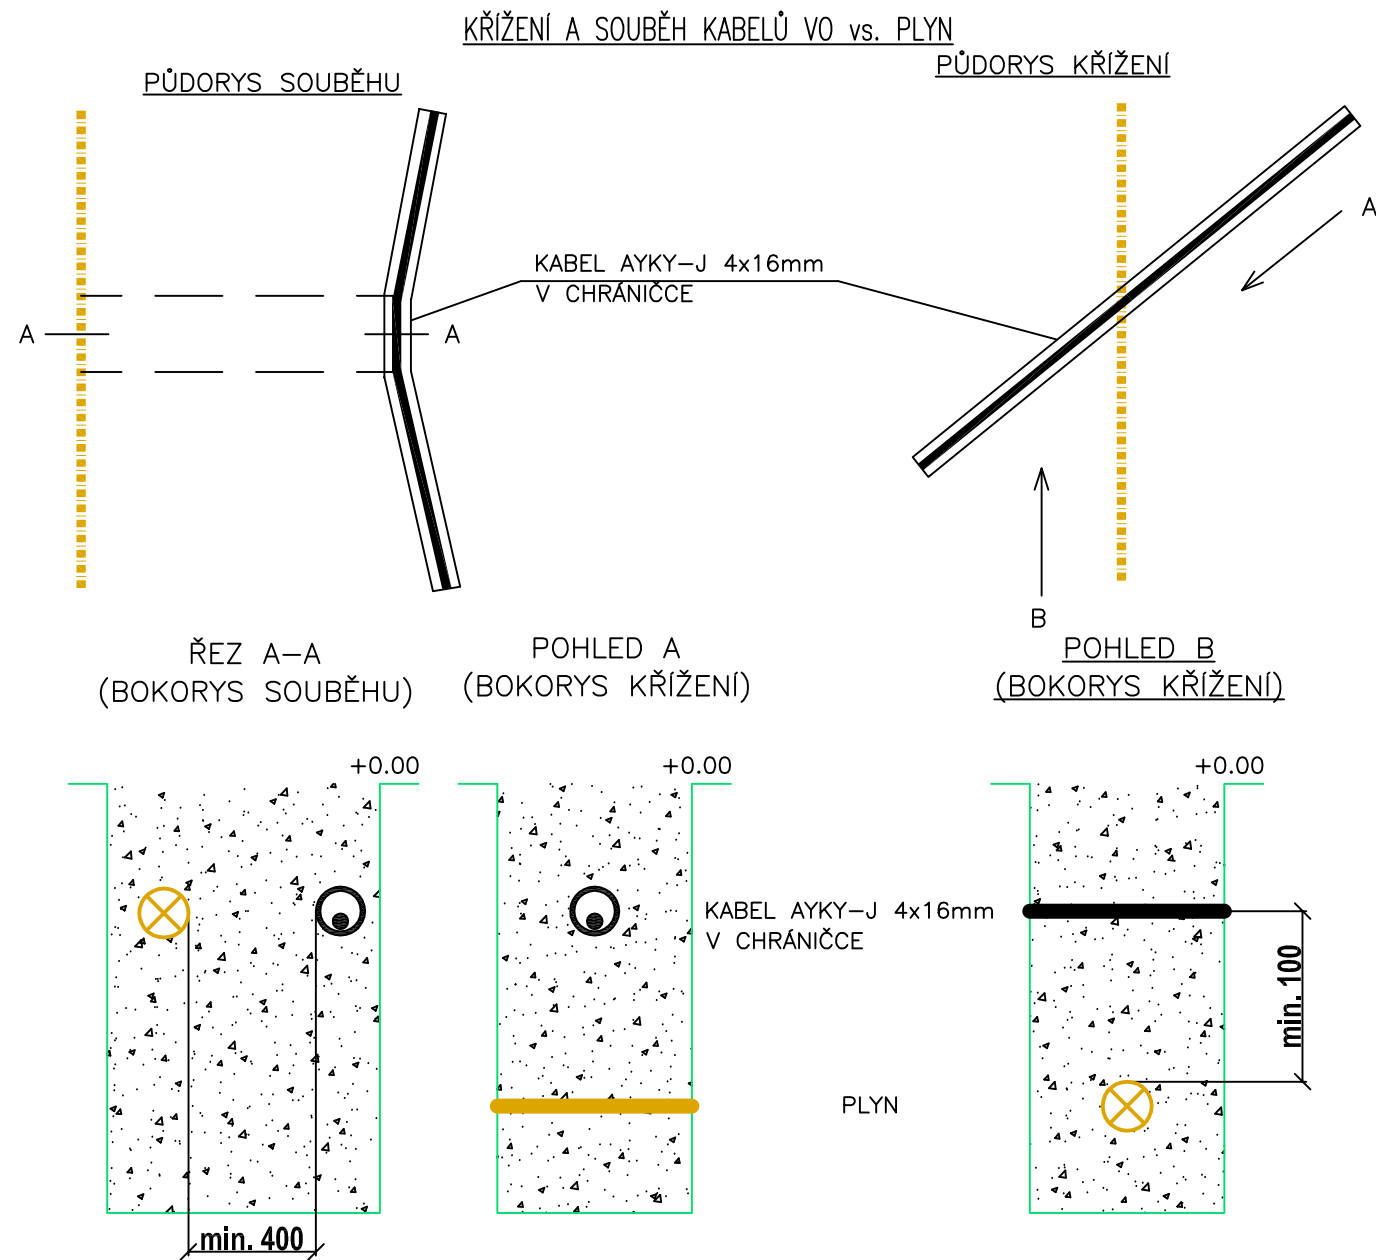 KŘÍŽENÍ A SOUBĚH KABELŮ VO vs. PLYN
PŮDORYS SOUBĚHU
PŮDORYS KŘÍŽENÍ
A
KABEL AYKY-J 4x16mm
V CHRÁNIČCE
A
A
B
ŘEZ A-A
(BOKORYS SOUBĚHU)
POHLED A
(BOKORYS KŘÍŽENÍ)
POHLED B
(BOKORYS KŘÍŽENÍ)
+0.00
+0.00
+0.00
KABEL AYKY-J 4x16mm
V CHRÁNIČCE
min. 100
PLYN
min. 400